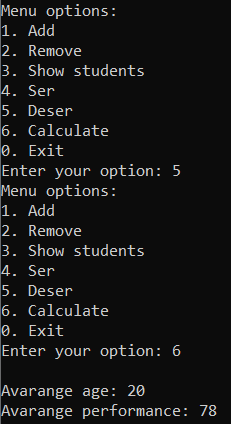 Menu options:
1. Add
2. Remove
3. Show students
4. Ser
5. Deser
6. Calculate
0. Exit
Enter your option: 5
Menu options:
1. Add
2. Remove
3. Show students
4. Ser
5. Deser
6. Calculate
0. Exit
Enter your option: 6
Avarange age: 20
Avarange performance: 78